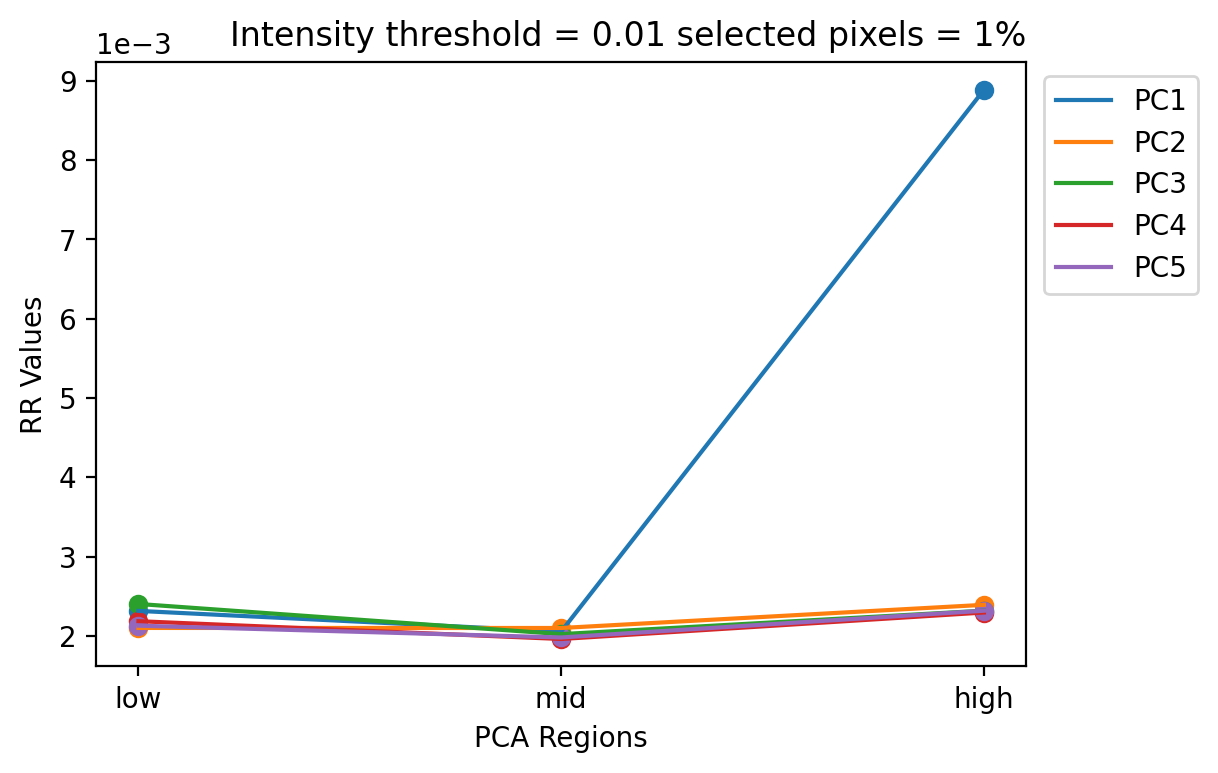 Intensity threshold = 0.01 selected pixels = 1%
1e−3
9
8
7
6
5
4
3
2
RR Values
low mid high
PCA Regions
PC1
PC2
PC3
PC4
PC5